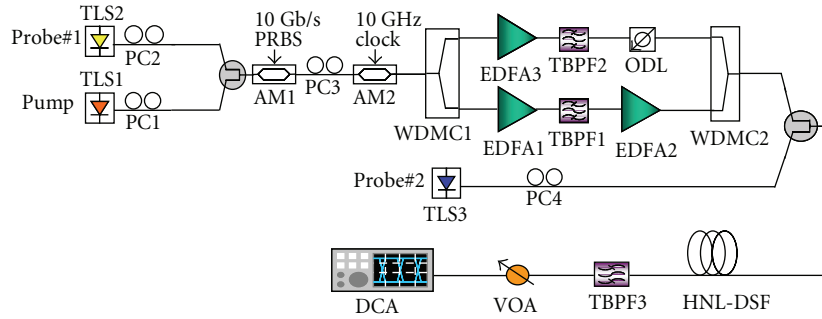 TLS2
10 Gb/s
PRBS
10 GHz
clock
Probe#1
PC2
EDFA3
TBPF2
ODL
TLS1
PC3
Pump
AM1
AM2
PC1
WDMC1
WDMC2
EDFA1
TBPF1
EDFA2
Probe#2
TLS3
PC4
DCA
VOA
TBPF3
HNL-DSF